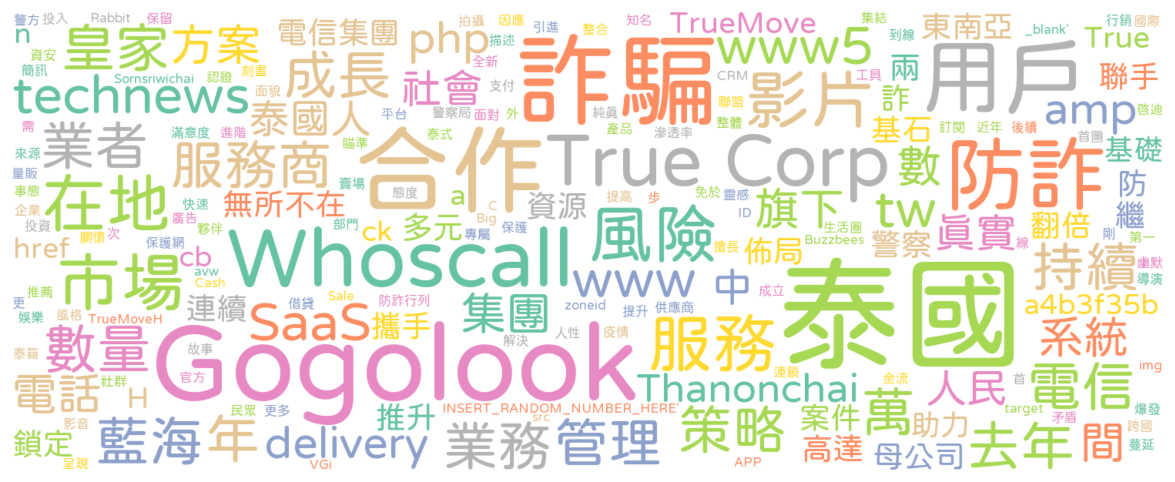 警方 投入 Rabbit 保留
n 皇家 方案 電信集團 拍攝 因應 引進 整合 知名 TrueMove 集結 東南亞 _blank' 行銷 國際
資安 php 描述 詐騙 www5 到線 True
簡訊 刻畫 成長 全新 CRM 影片 兩 用戶 聯手
technews Sornsriwichai 認證 面貌 社會 支付 工具 詐 amp 啓迪
需 泰國人 平台 警察局 面對 外 純真 聯盟 基石 訂閱 近年 後續
業者 滿意度 進階 瞄準 泰式 合作 產品 滲透率 整體 首圖 基礎
來源 服務商 True Corp 數 防詐
量販 賣場 態度 提高 步 免於 靈感 防
事態 在地 快速 無所不在 a 資源 ID 旗下 tw 繼
企業 廣告 C 風險 生活圈 翻倍 剛 第一
投資 關懷 次 夥伴 部門 ck 多元 Big 專屬 保護 擅長 Buzzbees 佈局 警察 真實 線
href cb 保護網 Whoscall 持續 幽默
市場 avw www 中 導演
更 推薦 Cash 連續 借貸 Sale 集團 zoneid 成立 泰國 a4b3f35b
娛樂 風格 TrueMoveH SaaS 防詐行列 攜手 提升 供應商
泰籍 數量 故事 Gogolook 解決 人性 疫情 服務 系統
電話 社群 官方 Thanonchai 連鎖 金流 人民 首 電信 img
H INSERT_RANDOM_NUMBER_HERE' 萬 target 爆發
影音 民眾 更多 推升 src 策略 案件 助力 矛盾 跨國
鎖定 藍海 年 delivery 業務 管理 高達 母公司 去年 間 蔓延
呈現 VGi APP